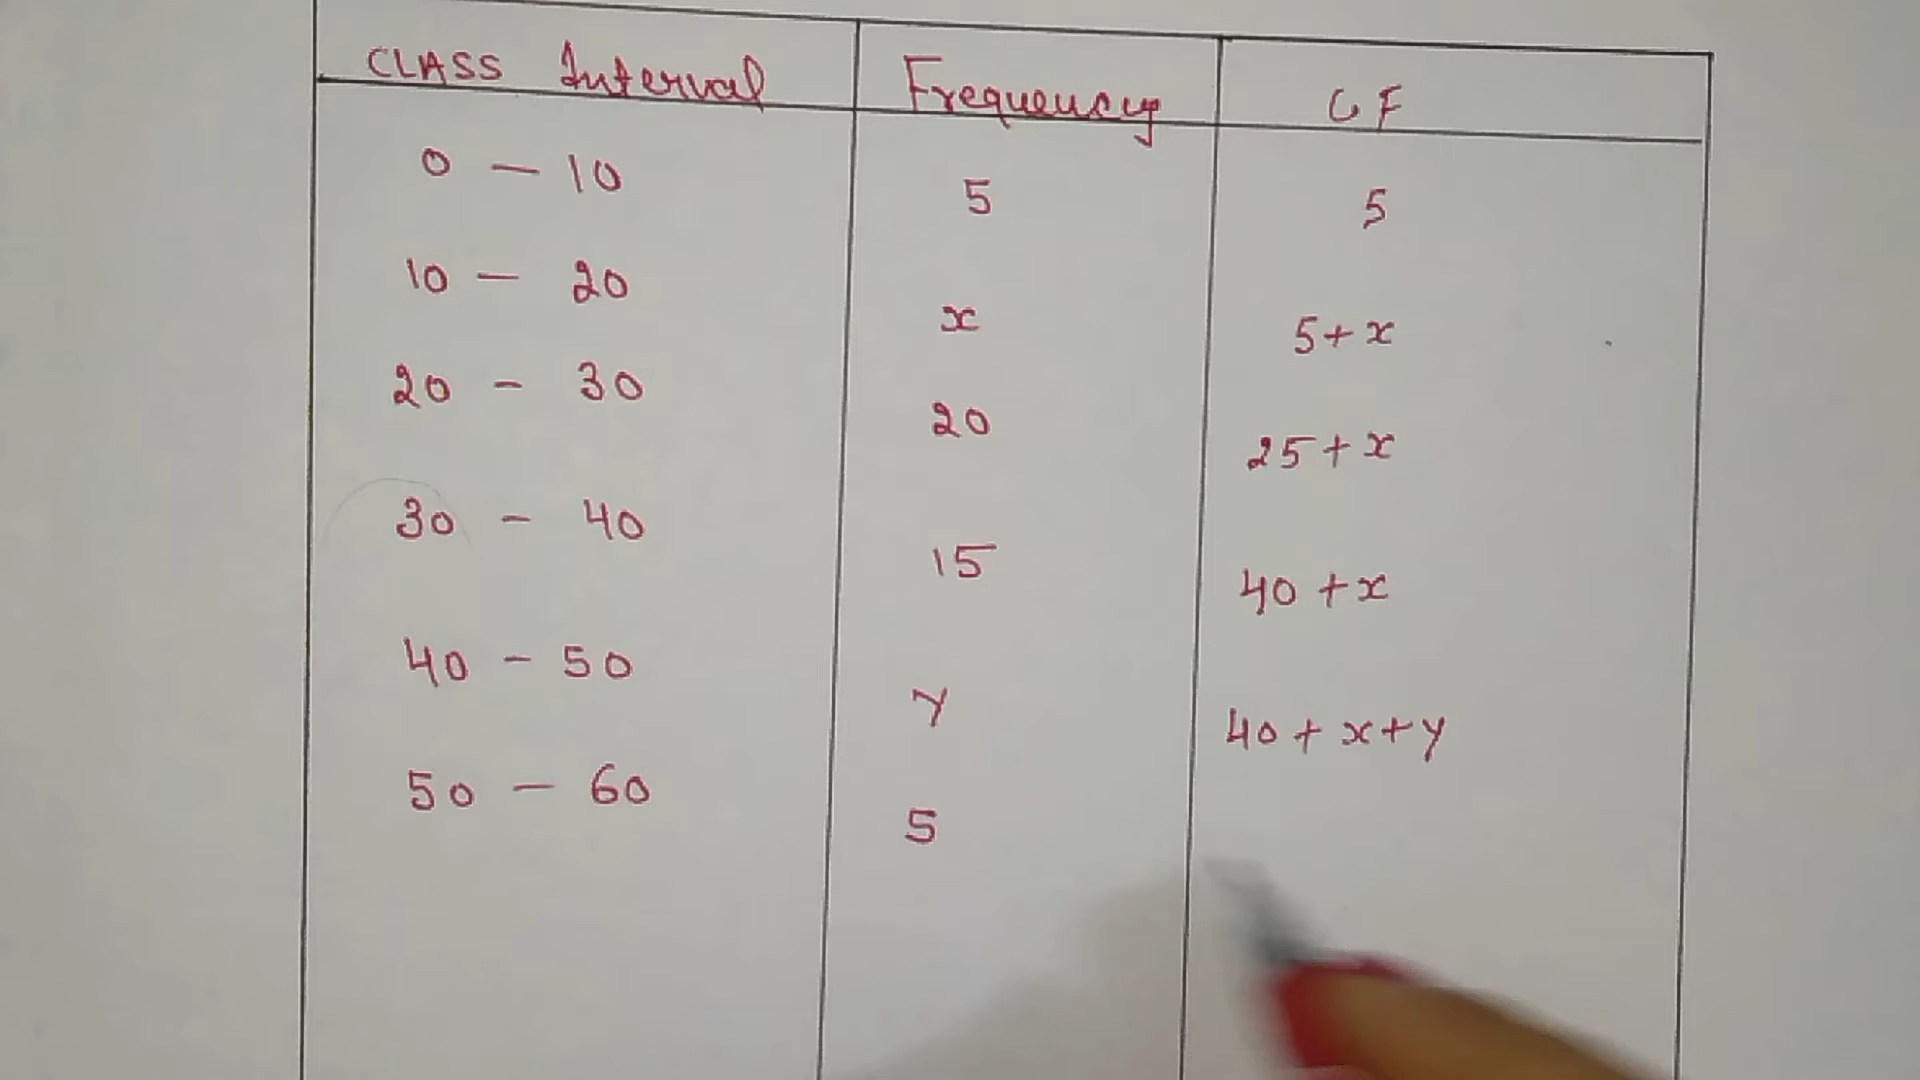 CLASS Interval Frequency CF
0 - 10 5 5
10 - 20 x 5+x
20 - 30 20 25+x
30 - 40 15 40+x
40 - 50 y 40+x+y
50 - 60 5